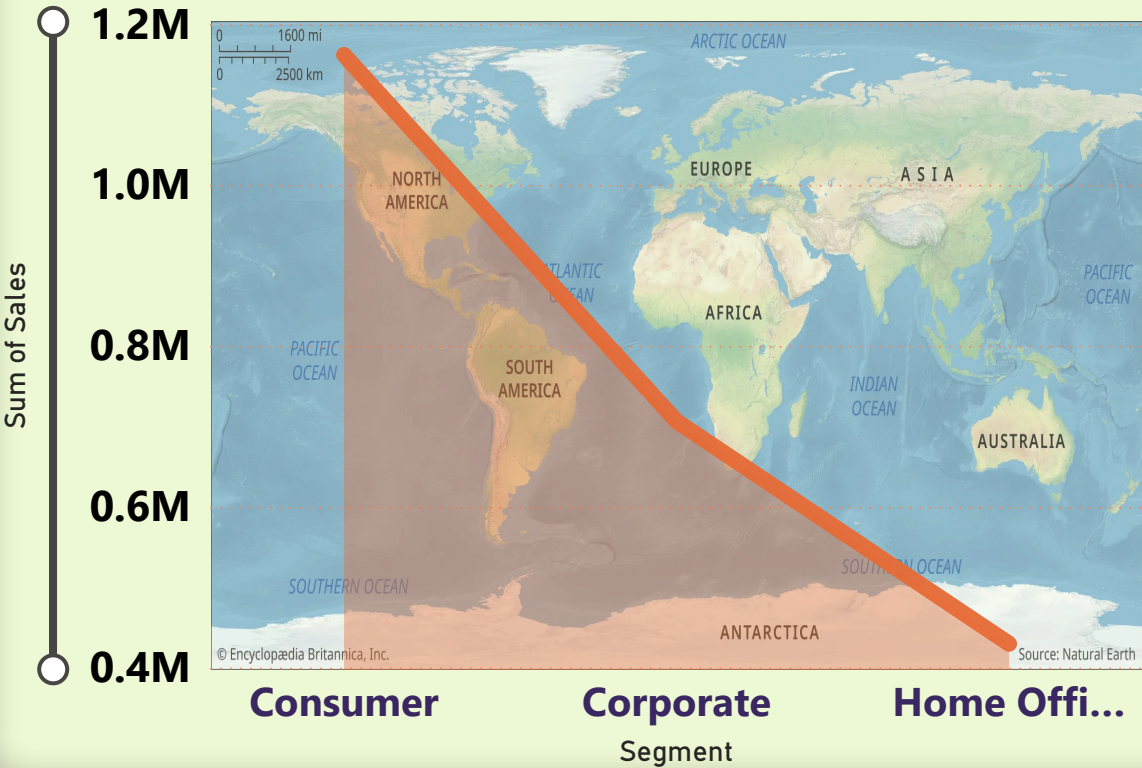 1.2M
1.0M
0.8M
0.6M
0.4M
Sum of Sales
0 1600 mi
0 2500 km
ARCTIC OCEAN
NORTH
AMERICA
EUROPE
ASIA
ATLANTIC
OCEAN
PACIFIC
OCEAN
AFRICA
PACIFIC
OCEAN
SOUTH
AMERICA
INDIAN
OCEAN
AUSTRALIA
SOUTHERN OCEAN
SOUTHERN OCEAN
ANTARCTICA
© Encyclopædia Britannica, Inc.
Source: Natural Earth
Consumer
Corporate
Home Offi...
Segment